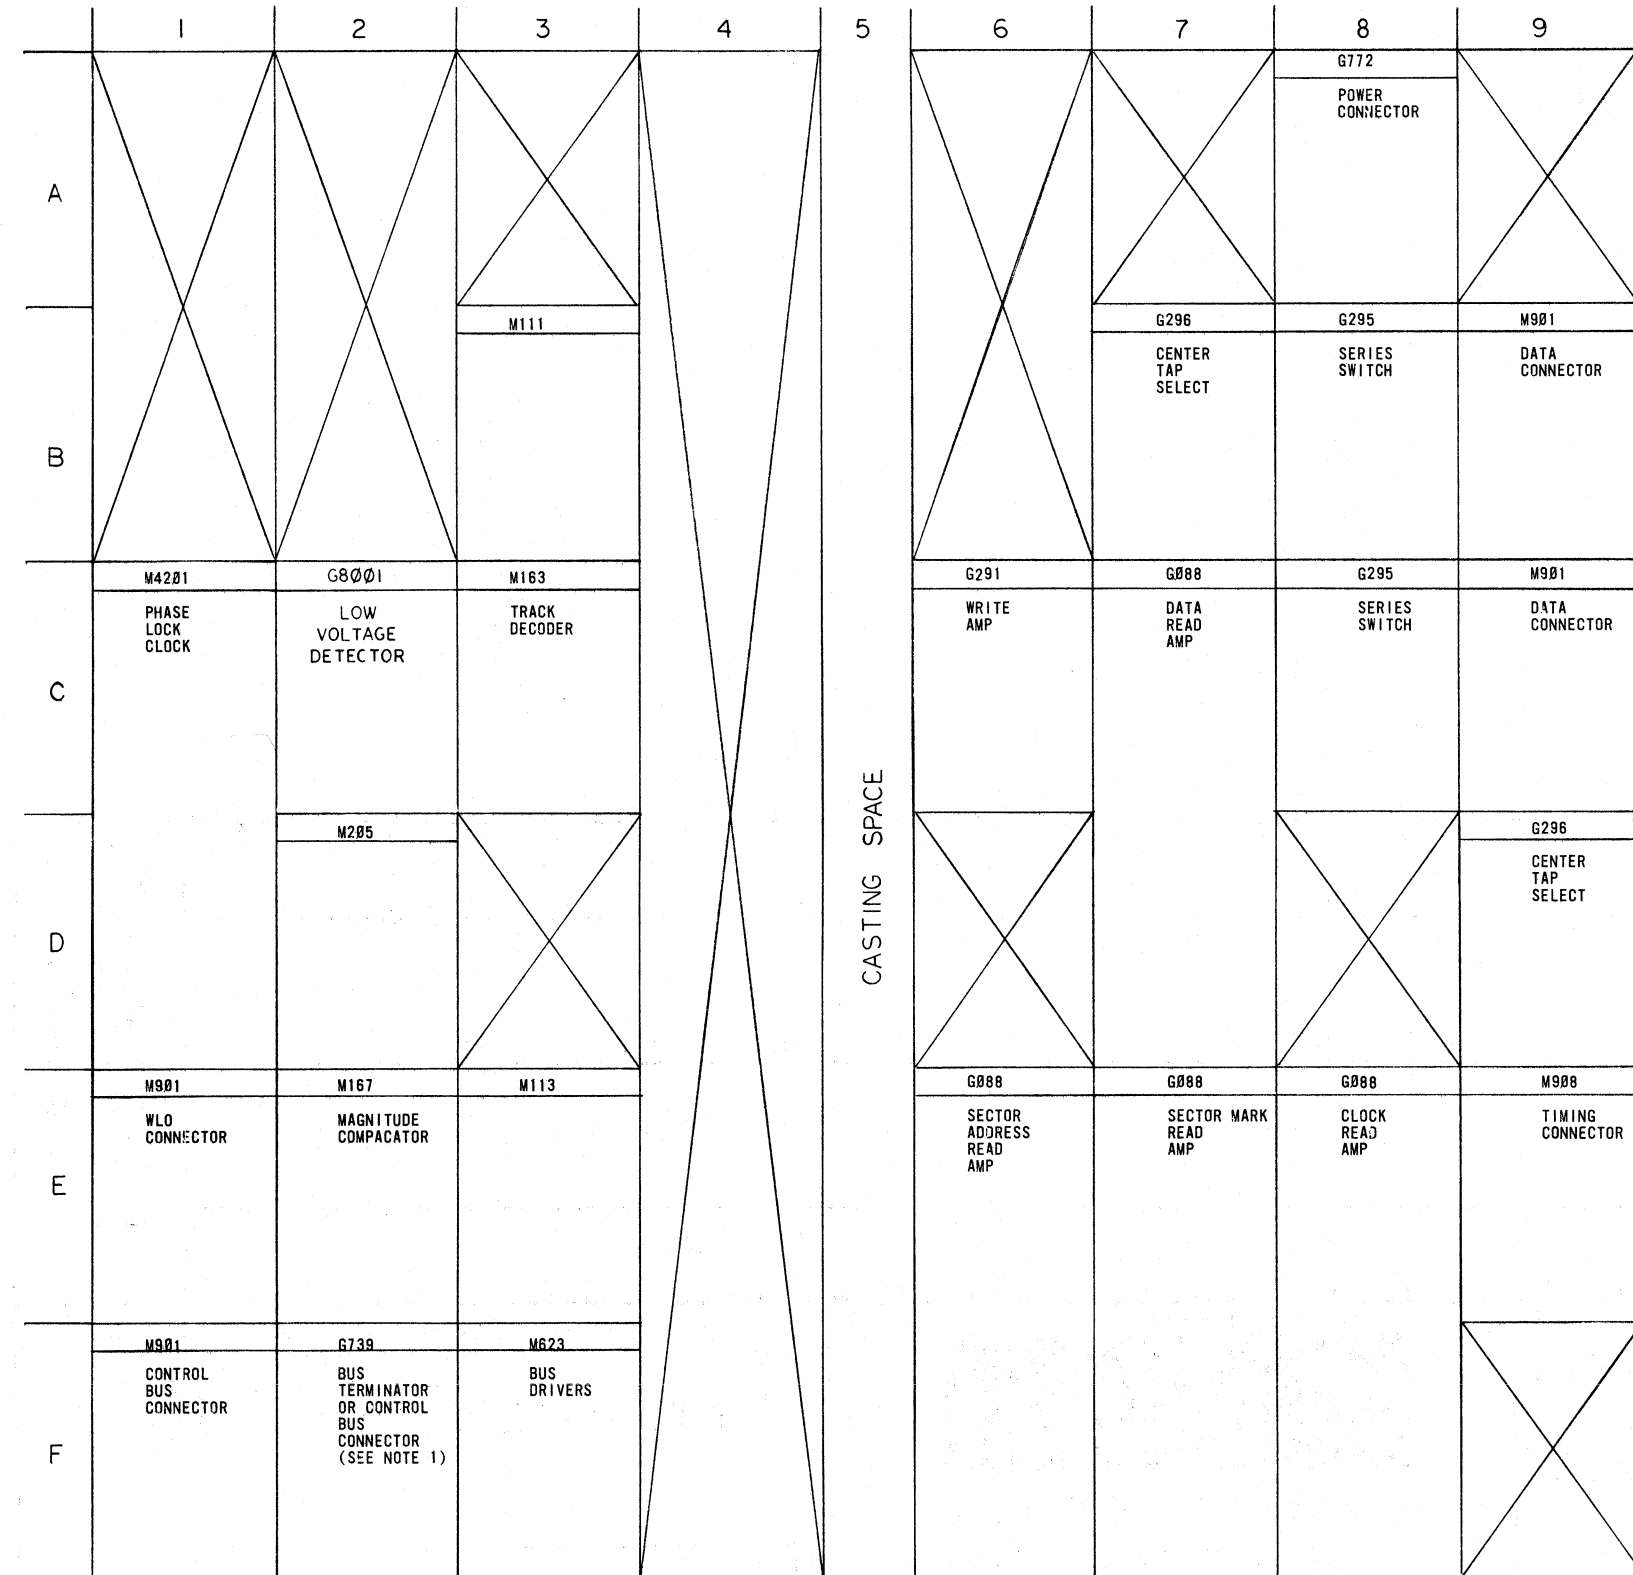 1 2 3 4 5 6 7 8 9
A
G772
POWER
CONNECTOR
B
M111
G296
CENTER
TAP
SELECT
G295
SERIES
SWITCH
M9Ø1
DATA
CONNECTOR
C
M42Ø1
PHASE
LOCK
CLOCK
G8ØØ1
LOW
VOLTAGE
DETECTOR
M163
TRACK
DECODER
G291
WRITE
AMP
GØ88
DATA
READ
AMP
G295
SERIES
SWITCH
M9Ø1
DATA
CONNECTOR
CASTING SPACE
D
M2Ø5
G296
CENTER
TAP
SELECT
E
M9Ø1
WLO
CONNECTOR
M167
MAGNITUDE
COMPACATOR
M113
GØ88
SECTOR
ADDRESS
READ
AMP
GØ88
SECTOR MARK
READ
AMP
GØ88
CLOCK
READ
AMP
M9Ø8
TIMING
CONNECTOR
F
M9Ø1
CONTROL
BUS
CONNECTOR
G739
BUS
TERMINATOR
OR CONTROL
BUS
CONNECTOR
(SEE NOTE 1)
M623
BUS
DRIVERS